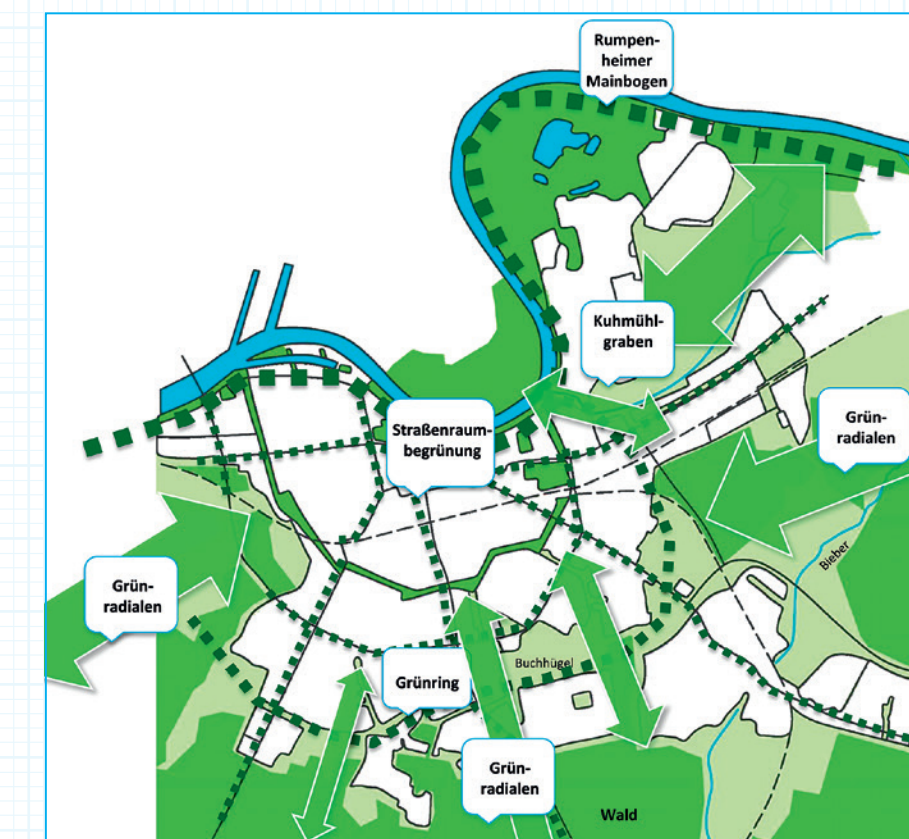 Rumpen-
heimer
Mainbogen
Kuhmühl-
graben
Straßenraum-
begrünung
Grün-
radialen
Bieber
Grün-
radialen
Buchhügel
Grünring
Grün-
radialen
Wald